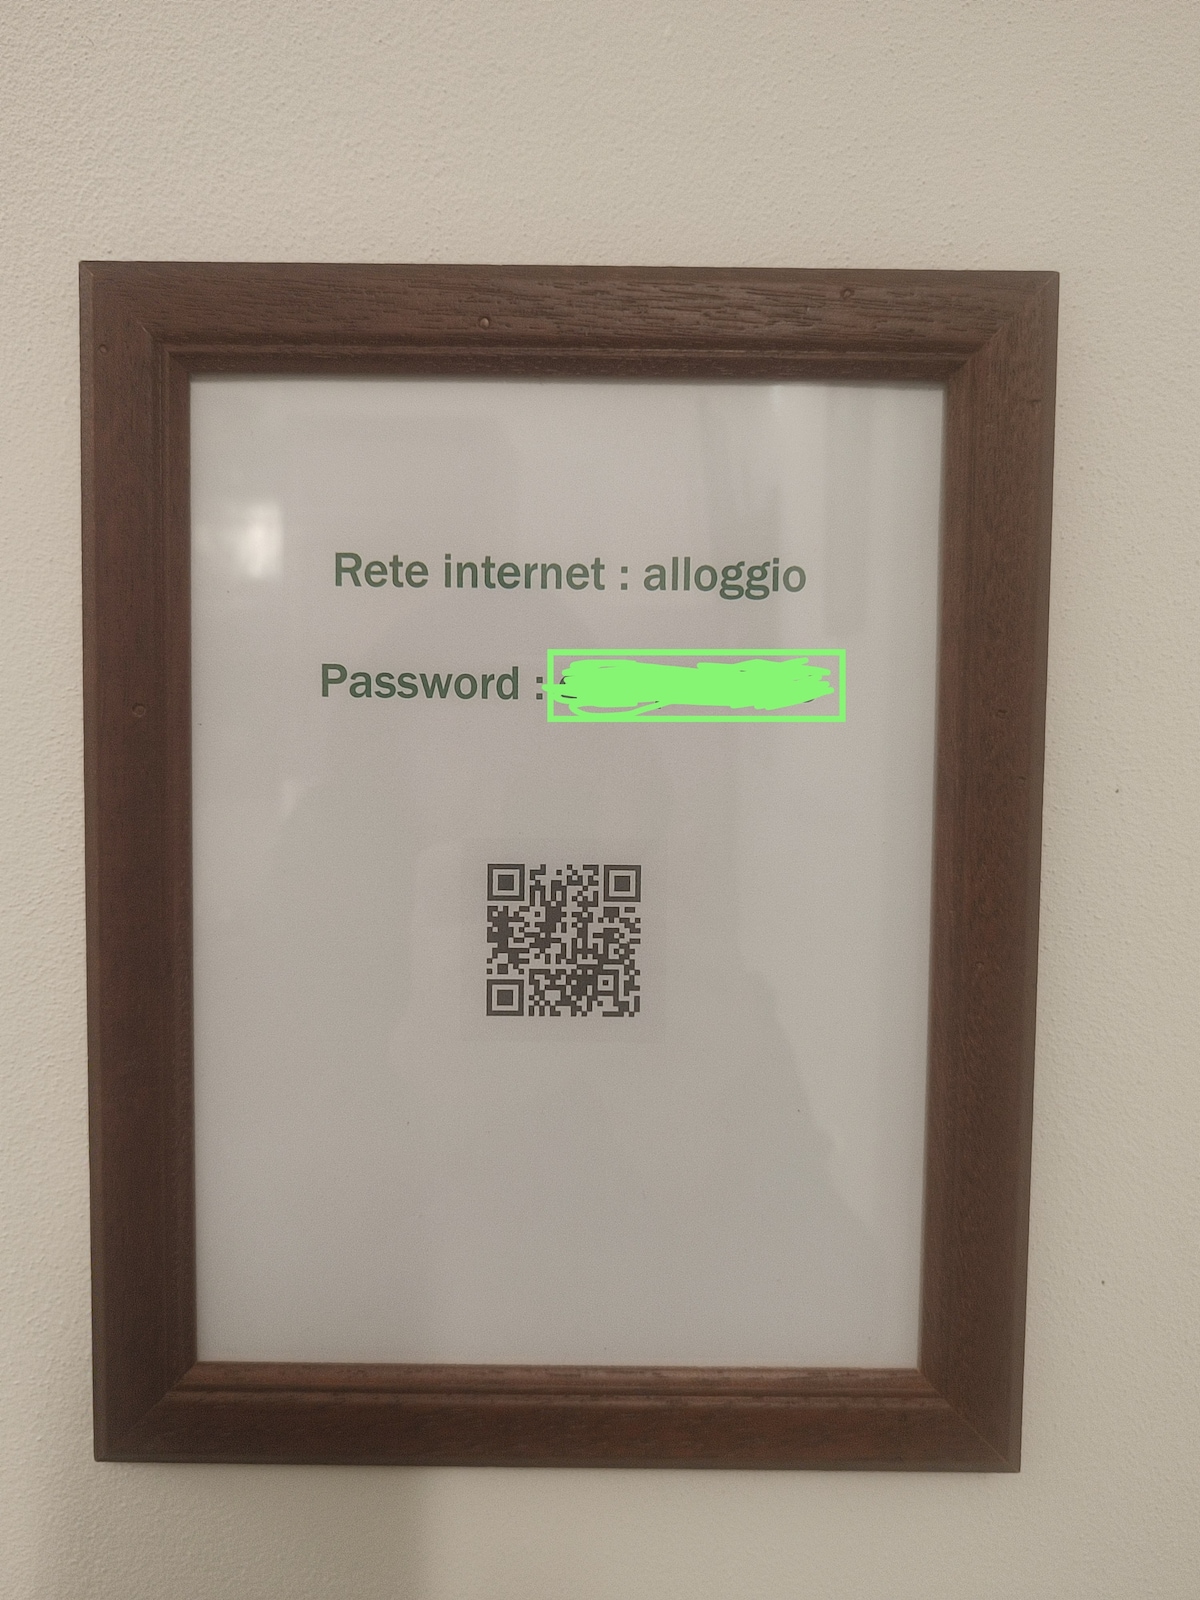 Rete internet : alloggio
Password :